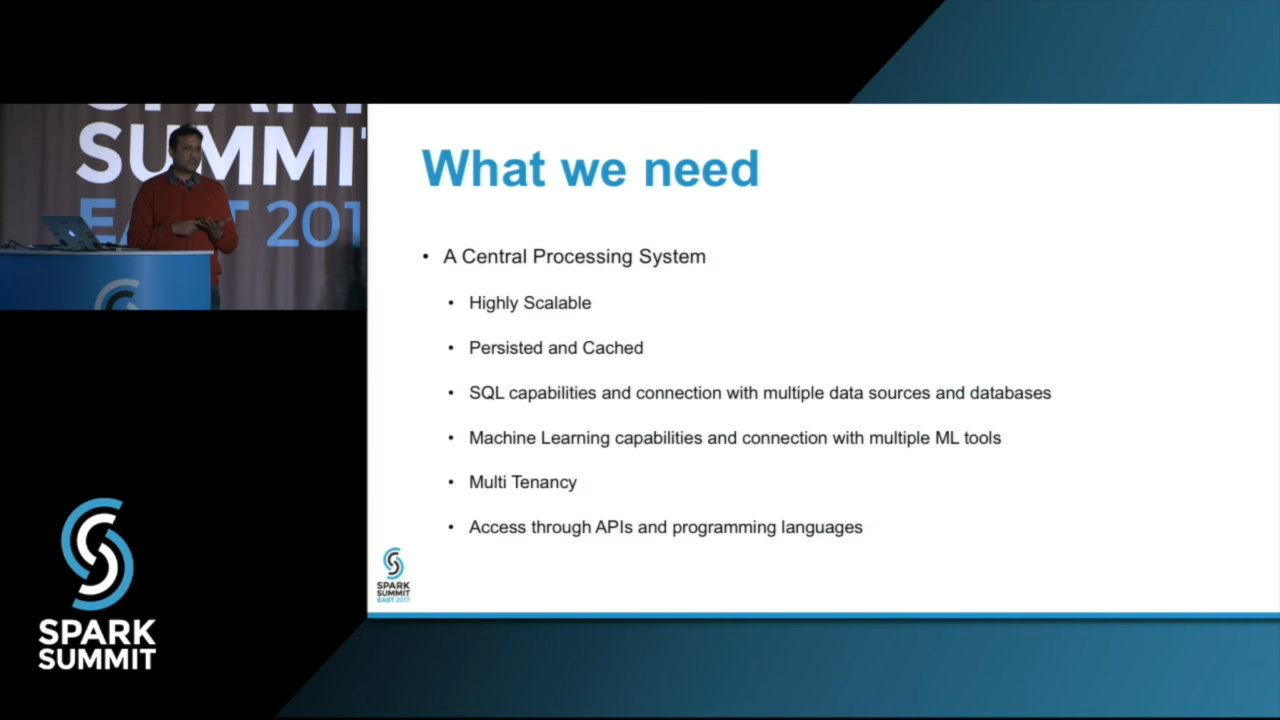 SUMMIT
EAST 201
What we need
• A Central Processing System
• Highly Scalable
• Persisted and Cached
• SQL capabilities and connection with multiple data sources and databases
• Machine Learning capabilities and connection with multiple ML tools
• Multi Tenancy
• Access through APIs and programming languages
SPARK
SUMMIT
EAST 2017
SPARK
SUMMIT